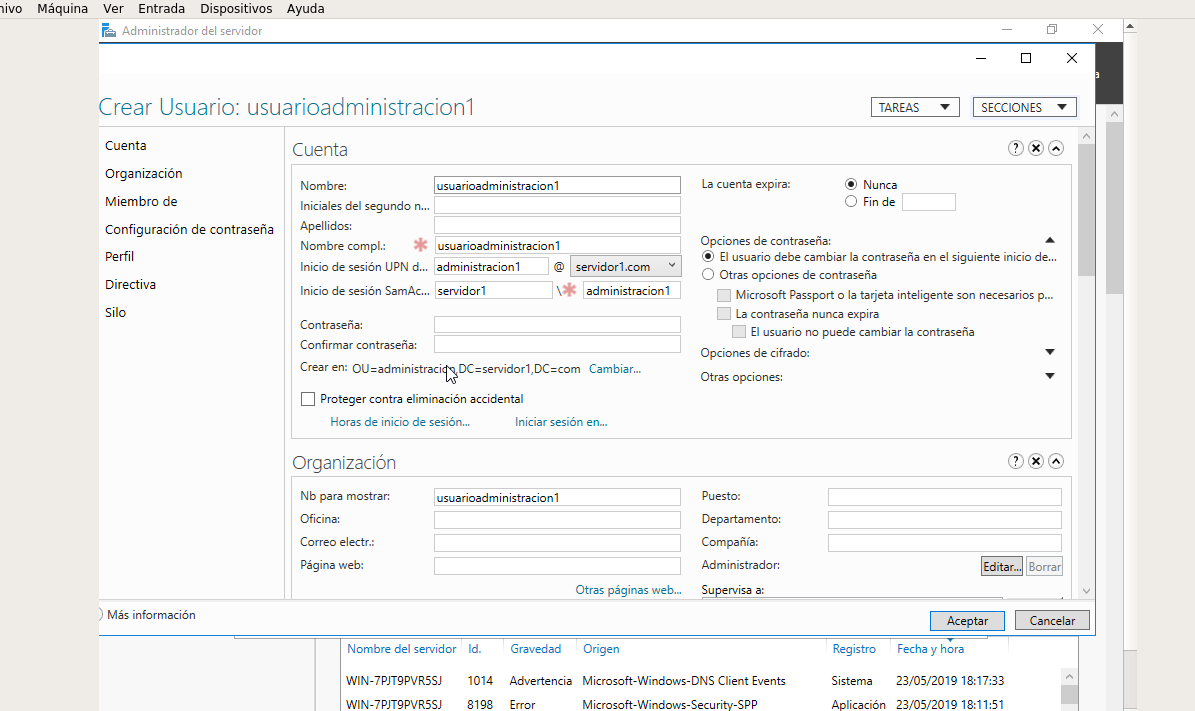 hivo Máquina Ver Entrada Dispositivos Ayuda
Administrador del servidor
Crear Usuario: usuarioadministracion1
TAREAS SECCIONES
Cuenta
Organización
Miembro de
Configuración de contraseña
Perfil
Directiva
Silo
Cuenta
Nombre: usuarioadministracion1
Iniciales del segundo n...
Apellidos:
Nombre compl.: * usuarioadministracion1
Inicio de sesión UPN d... administracion1 @ servidor1.com
Inicio de sesión SamAc... servidor1 \* administracion1
Contraseña:
Confirmar contraseña:
Crear en: OU=administracion,DC=servidor1,DC=com Cambiar...
Proteger contra eliminación accidental
Horas de inicio de sesión... Iniciar sesión en...
La cuenta expira: Nunca
Fin de
Opciones de contraseña:
El usuario debe cambiar la contraseña en el siguiente inicio de...
Otras opciones de contraseña
Microsoft Passport o la tarjeta inteligente son necesarios p...
La contraseña nunca expira
El usuario no puede cambiar la contraseña
Opciones de cifrado:
Otras opciones:
Organización
Nb para mostrar: usuarioadministracion1
Oficina:
Correo electr.:
Página web:
Otras páginas web...
Puesto:
Departamento:
Compañía:
Administrador: Editar... Borrar
Supervisa a:
Más información
Aceptar Cancelar
Nombre del servidor Id. Gravedad Origen Registro Fecha y hora
WIN-7PJT9PVR5SJ 1014 Advertencia Microsoft-Windows-DNS Client Events Sistema 23/05/2019 18:17:33
WIN-7PJT9PVR5SJ 8198 Error Microsoft-Windows-Security-SPP Aplicación 23/05/2019 18:11:51